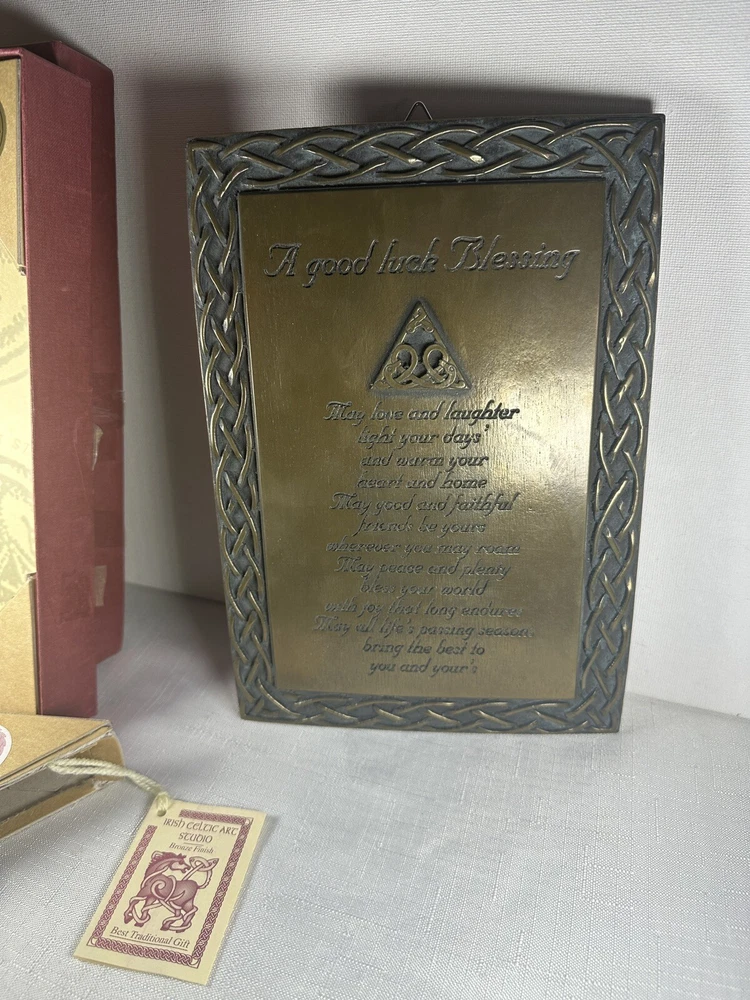 A good luck Blessing
May love and laughter
light your days'
and warm your
heart and home
May good and faithful
friends be yours
wherever you may roam
May peace and plenty
bless your world
with joy that long endures
May all life's passing seasons
bring the best to
you and your's
IRISH CELTIC ART
STUDIO
Bronze Finish
Best Traditional Gift